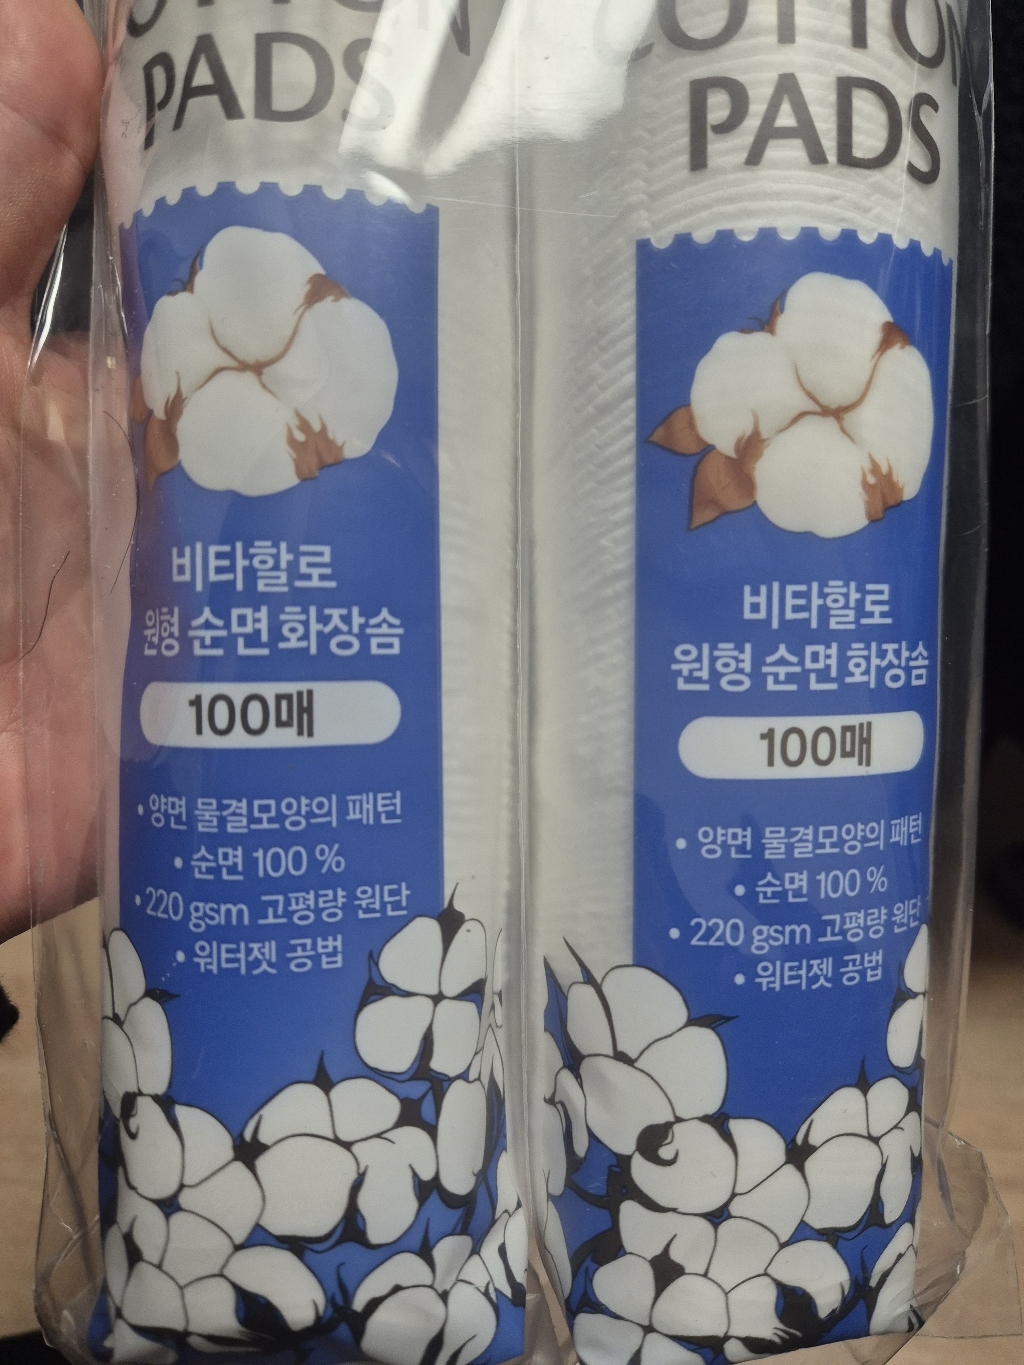 COTTON
PADS
비타할로
원형 순면 화장솜
100매
• 양면 물결모양의 패턴
• 순면 100 %
• 220 gsm 고평량 원단
• 워터젯 공법
COTTON
PADS
비타할로
원형 순면 화장솜
100매
• 양면 물결모양의 패턴
• 순면 100 %
• 220 gsm 고평량 원단
• 워터젯 공법